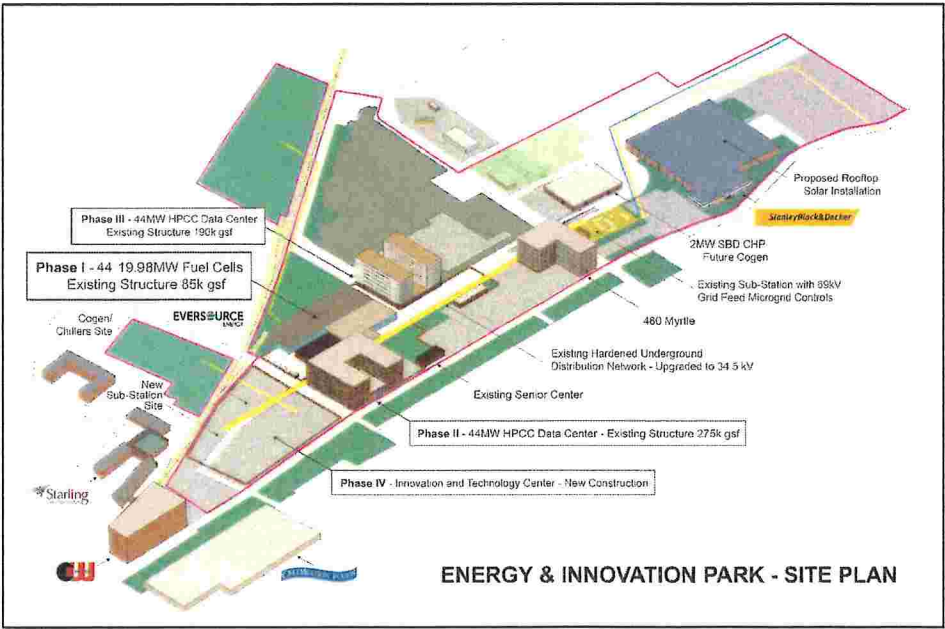 Proposed Rooftop
Solar Installation
StanleyBlack&Decker
Phase III - 44MW HPCC Data Center
Existing Structure 190k gsf
2MW SBD CHP
Future Cogen
Phase I - 44 19.98MW Fuel Cells
Existing Structure 85k gsf
Existing Sub-Station with 69kV
Grid Feed Microgrid Controls
Cogen/
Chillers Site
EVERSOURCE
ENERGY
460 Myrtle
Existing Hardened Underground
Distribution Network - Upgraded to 34.5 kV
New
Sub-Station
Site
Existing Senior Center
Phase II - 44MW HPCC Data Center - Existing Structure 275k gsf
Phase IV - Innovation and Technology Center - New Construction
Starling
ENERGY & INNOVATION PARK - SITE PLAN